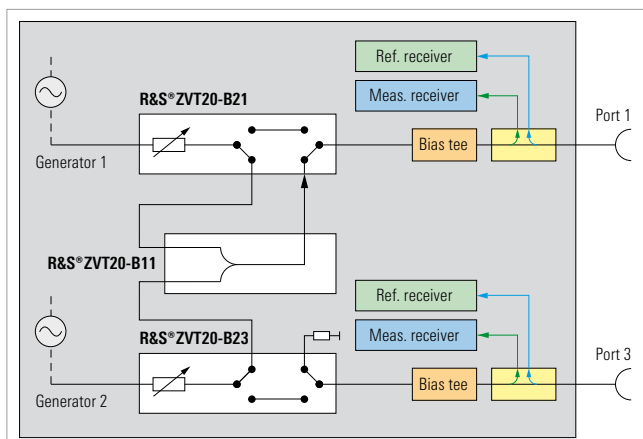 Ref. receiver
Meas. receiver
R&S®ZVT20-B21
Port 1
Bias tee
Generator 1
R&S®ZVT20-B11
Ref. receiver
Meas. receiver
R&S®ZVT20-B23
Port 3
Bias tee
Generator 2